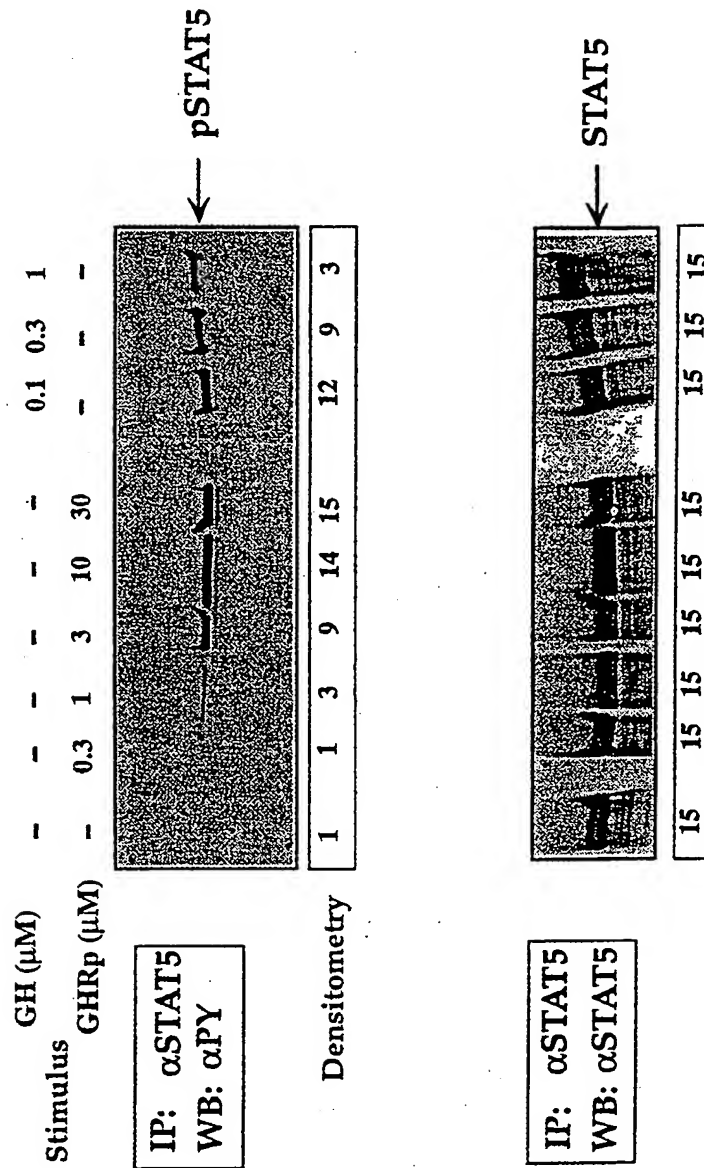 GH (μM) – – – – – – 0.1 0.3 1
Stimulus
GHRp (μM) – 0.3 1 3 10 30 – – –
IP: αSTAT5
WB: αPY
pSTAT5
Densitometry 1 1 3 9 14 15 12 9 3
IP: αSTAT5
WB: αSTAT5
STAT5
15 15 15 15 15 15 15 15 15